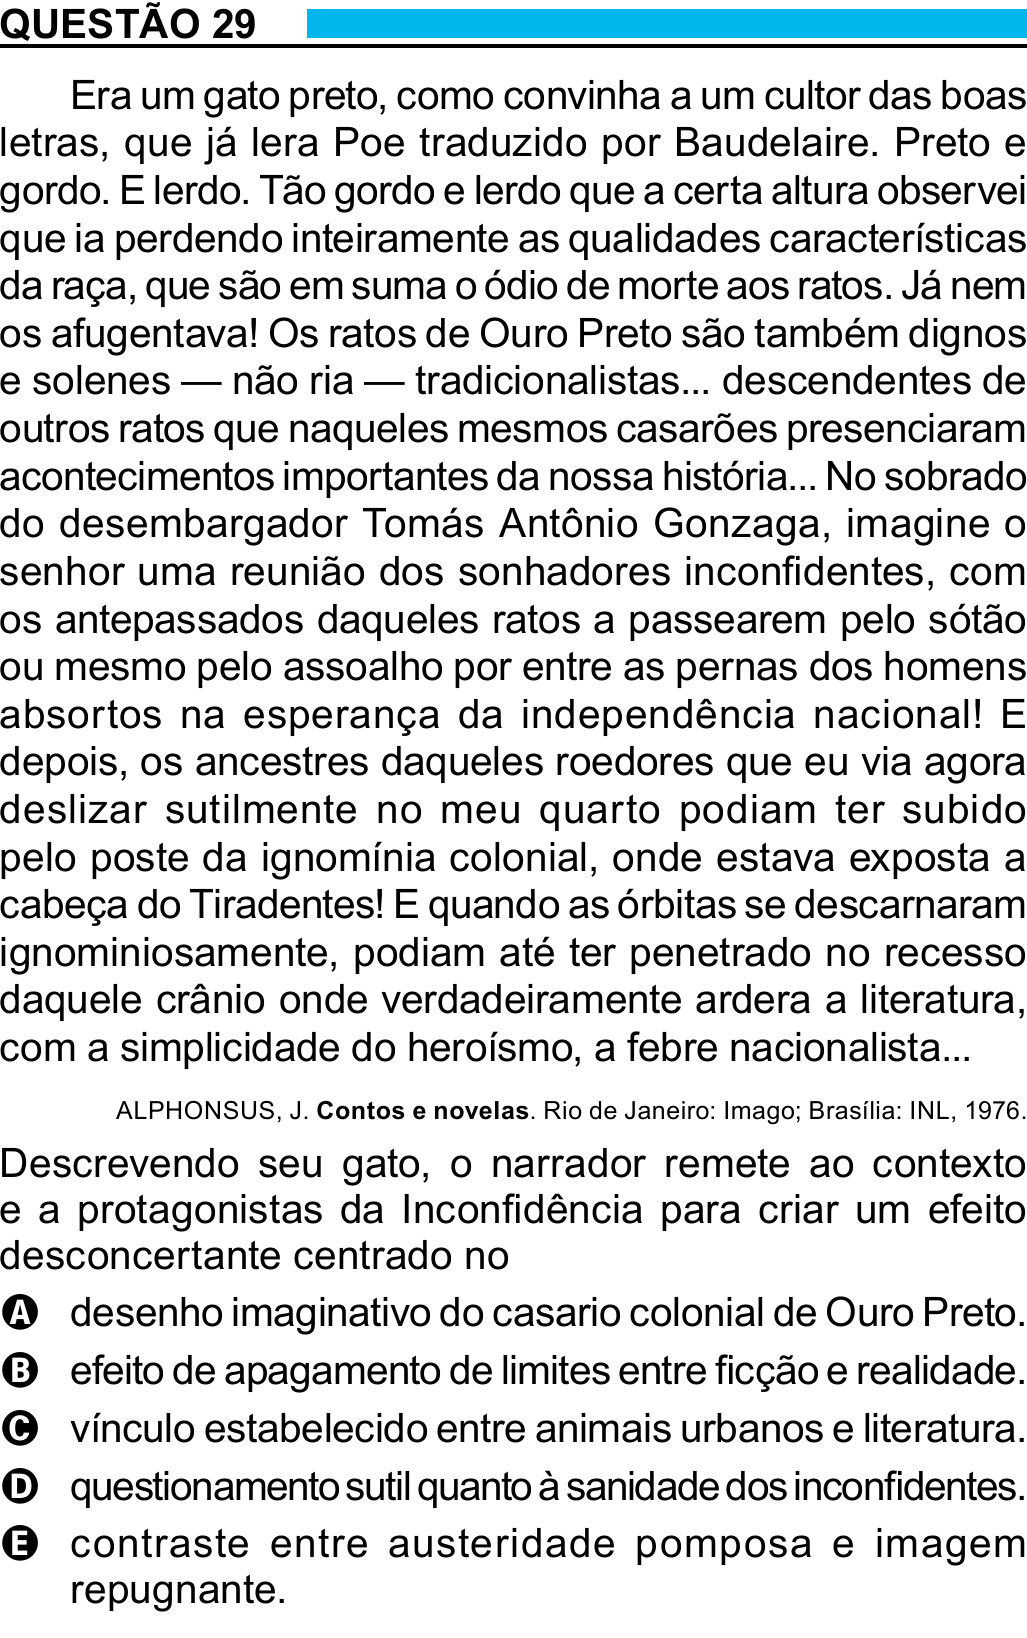 QUESTÃO 29
Era um gato preto, como convinha a um cultor das boas
letras, que já lera Poe traduzido por Baudelaire. Preto e
gordo. E lerdo. Tão gordo e lerdo que a certa altura observei
que ia perdendo inteiramente as qualidades características
da raça, que são em suma o ódio de morte aos ratos. Já nem
os afugentava! Os ratos de Ouro Preto são também dignos
e solenes — não ria — tradicionalistas... descendentes de
outros ratos que naqueles mesmos casarões presenciaram
acontecimentos importantes da nossa história... No sobrado
do desembargador Tomás Antônio Gonzaga, imagine o
senhor uma reunião dos sonhadores inconfidentes, com
os antepassados daqueles ratos a passearem pelo sótão
ou mesmo pelo assoalho por entre as pernas dos homens
absortos na esperança da independência nacional! E
depois, os ancestres daqueles roedores que eu via agora
deslizar sutilmente no meu quarto podiam ter subido
pelo poste da ignomínia colonial, onde estava exposta a
cabeça do Tiradentes! E quando as órbitas se descarnaram
ignominiosamente, podiam até ter penetrado no recesso
daquele crânio onde verdadeiramente ardera a literatura,
com a simplicidade do heroísmo, a febre nacionalista...
ALPHONSUS, J. Contos e novelas. Rio de Janeiro: Imago; Brasília: INL, 1976.
Descrevendo seu gato, o narrador remete ao contexto
e a protagonistas da Inconfidência para criar um efeito
desconcertante centrado no
A desenho imaginativo do casario colonial de Ouro Preto.
B efeito de apagamento de limites entre ficção e realidade.
C vínculo estabelecido entre animais urbanos e literatura.
D questionamento sutil quanto à sanidade dos inconfidentes.
E contraste entre austeridade pomposa e imagem
repugnante.